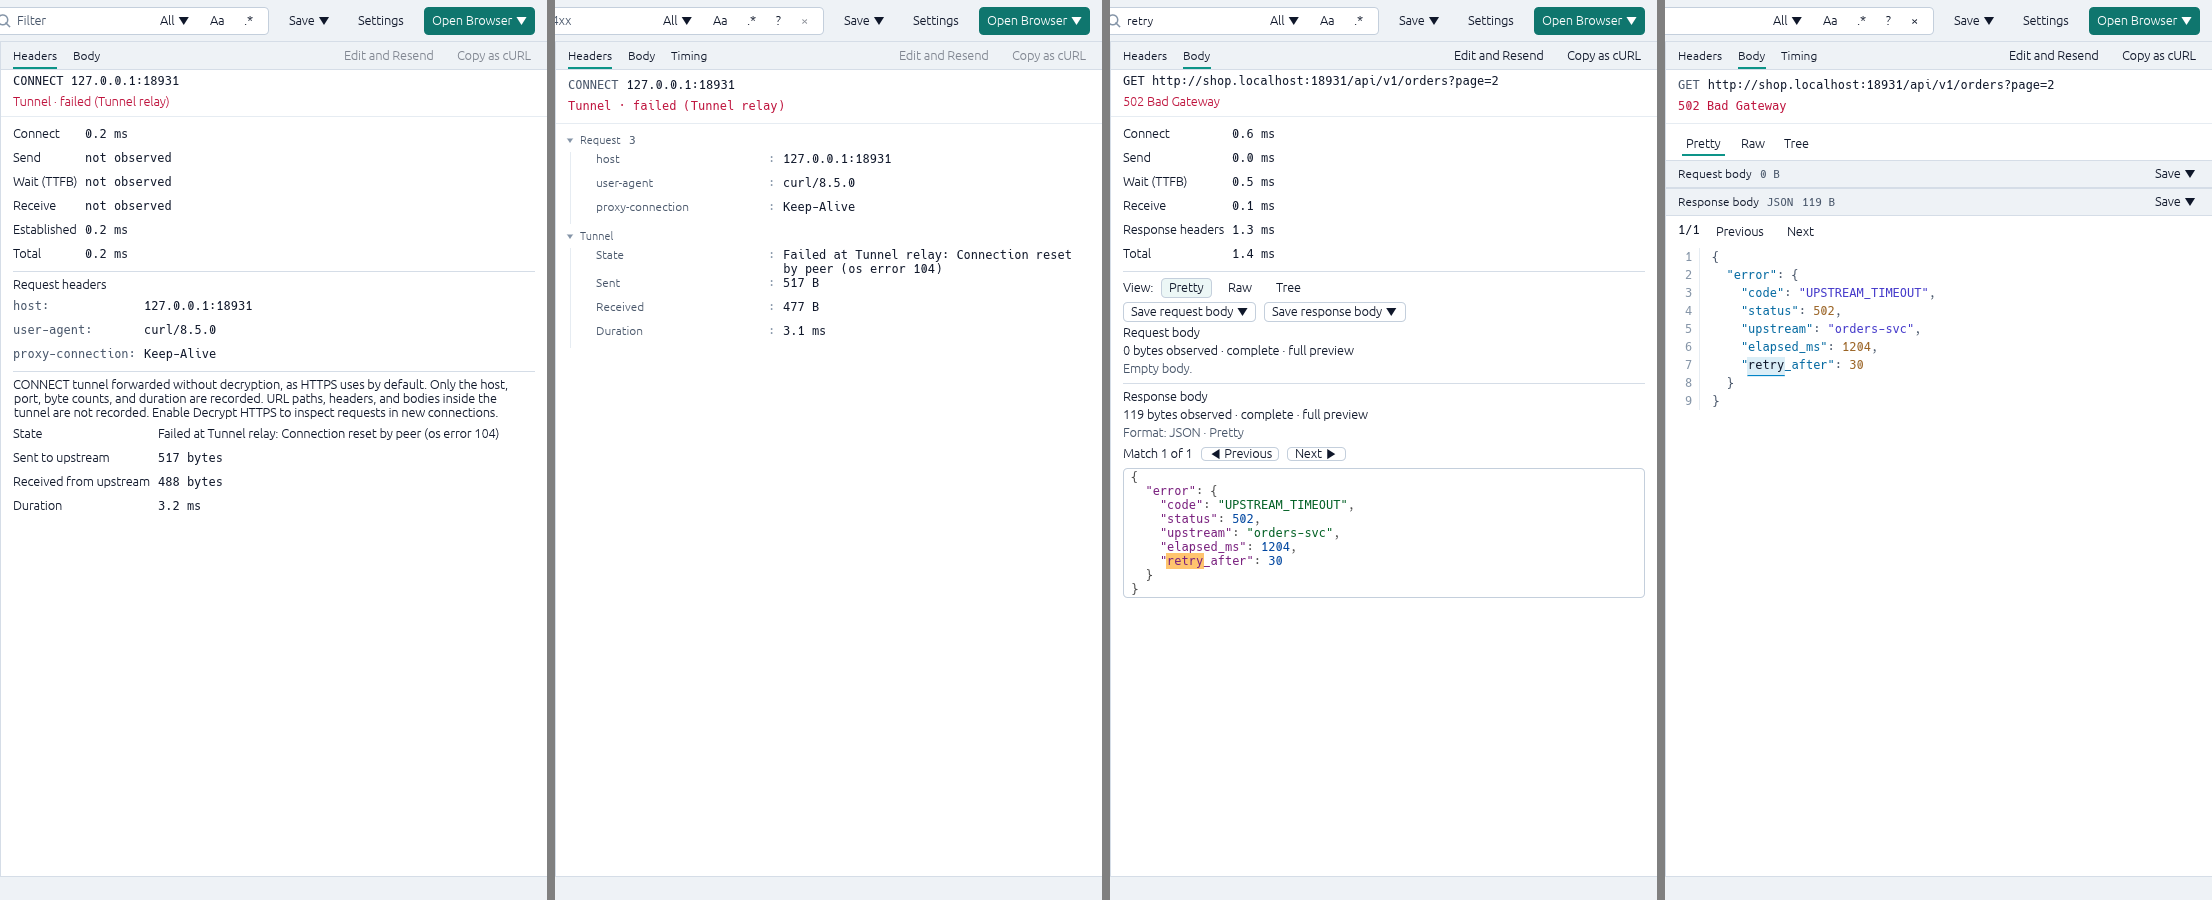 Filter All ▼ Aa .* Save ▼ Settings Open Browser ▼
Headers Body Edit and Resend Copy as cURL
CONNECT 127.0.0.1:18931
Tunnel · failed (Tunnel relay)
Connect 0.2 ms
Send not observed
Wait (TTFB) not observed
Receive not observed
Established 0.2 ms
Total 0.2 ms
Request headers
host: 127.0.0.1:18931
user-agent: curl/8.5.0
proxy-connection: Keep-Alive
CONNECT tunnel forwarded without decryption, as HTTPS uses by default. Only the host,
port, byte counts, and duration are recorded. URL paths, headers, and bodies inside the
tunnel are not recorded. Enable Decrypt HTTPS to inspect requests in new connections.
State Failed at Tunnel relay: Connection reset by peer (os error 104)
Sent to upstream 517 bytes
Received from upstream 488 bytes
Duration 3.2 ms
4xx All ▼ Aa .* ? × Save ▼ Settings Open Browser ▼
Headers Body Timing Edit and Resend Copy as cURL
CONNECT 127.0.0.1:18931
Tunnel · failed (Tunnel relay)
Request 3
host : 127.0.0.1:18931
user-agent : curl/8.5.0
proxy-connection : Keep-Alive
Tunnel
State : Failed at Tunnel relay: Connection reset
by peer (os error 104)
Sent : 517 B
Received : 477 B
Duration : 3.1 ms
retry All ▼ Aa .* Save ▼ Settings Open Browser ▼
Headers Body Edit and Resend Copy as cURL
GET http://shop.localhost:18931/api/v1/orders?page=2
502 Bad Gateway
Connect 0.6 ms
Send 0.0 ms
Wait (TTFB) 0.5 ms
Receive 0.1 ms
Response headers 1.3 ms
Total 1.4 ms
View: Pretty Raw Tree
Save request body ▼ Save response body ▼
Request body
0 bytes observed · complete · full preview
Empty body.
Response body
119 bytes observed · complete · full preview
Format: JSON · Pretty
Match 1 of 1 ◀ Previous Next ▶
{
"error": {
"code": "UPSTREAM_TIMEOUT",
"status": 502,
"upstream": "orders-svc",
"elapsed_ms": 1204,
"retry_after": 30
}
}
All ▼ Aa .* ? × Save ▼ Settings Open Browser ▼
Headers Body Timing Edit and Resend Copy as cURL
GET http://shop.localhost:18931/api/v1/orders?page=2
502 Bad Gateway
Pretty Raw Tree
Request body 0 B Save ▼
Response body JSON 119 B Save ▼
1/1 Previous Next
1 {
2 "error": {
3 "code": "UPSTREAM_TIMEOUT",
4 "status": 502,
5 "upstream": "orders-svc",
6 "elapsed_ms": 1204,
7 "retry_after": 30
8 }
9 }